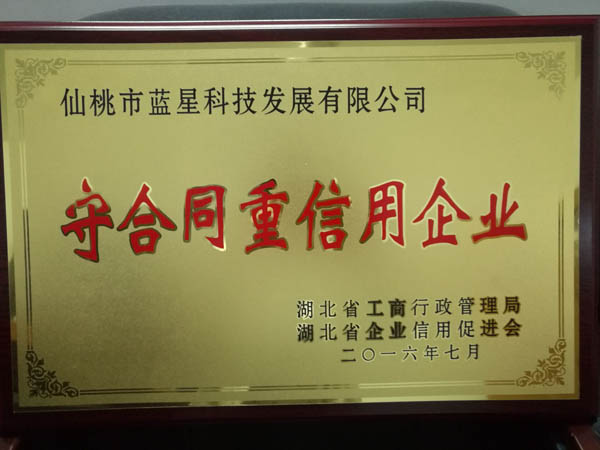 仙桃市蓝星科技发展有限公司
守合同重信用企业
湖北省工商行政管理局
湖北省企业信用促进会
二〇一六年七月